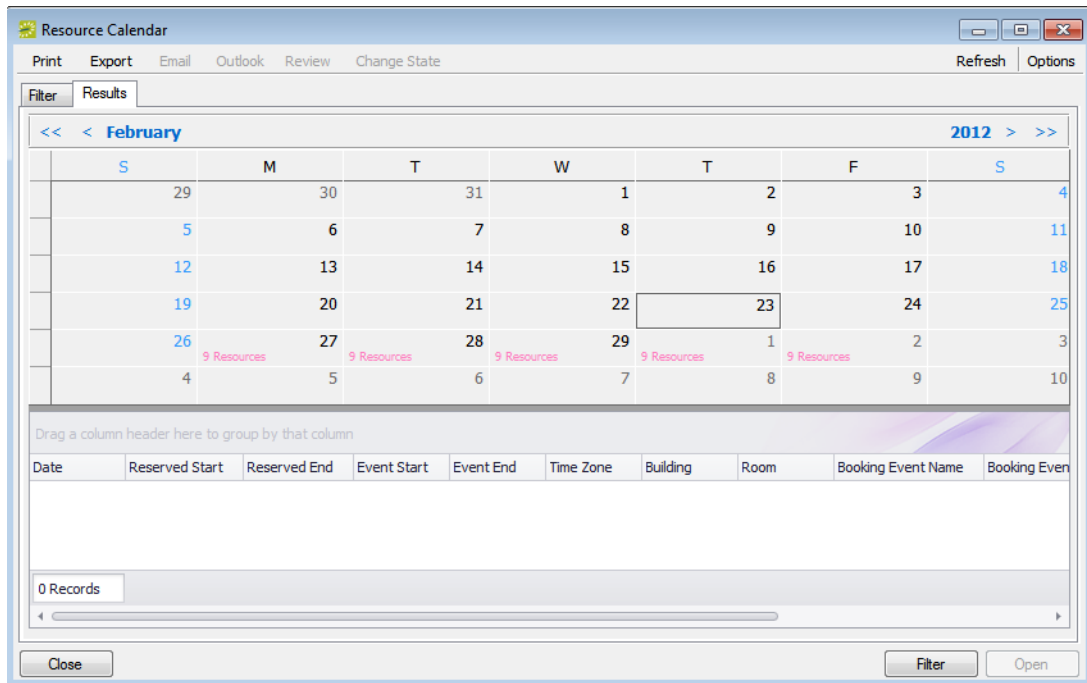 Resource Calendar
Print Export Email Outlook Review Change State Refresh Options
Filter Results
<< < February 2012 > >>
S M T W T F S
29 30 31 1 2 3 4
5 6 7 8 9 10 11
12 13 14 15 16 17 18
19 20 21 22 23 24 25
26 27 28 29 1 2 3
9 Resources 9 Resources 9 Resources 9 Resources 9 Resources
4 5 6 7 8 9 10
Drag a column header here to group by that column
Date Reserved Start Reserved End Event Start Event End Time Zone Building Room Booking Event Name Booking Even
0 Records
Close Filter Open